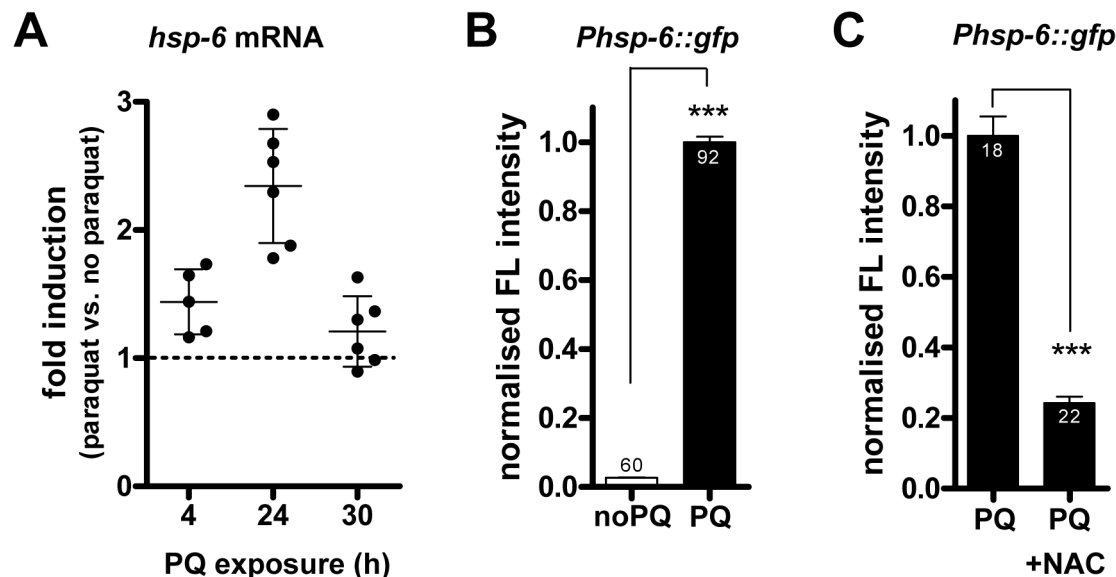 A
hsp-6 mRNA
fold induction
(paraquat vs. no paraquat)
3
2
1
0
4 24 30
PQ exposure (h)
B
Phsp-6::gfp
normalised FL intensity
1.0
0.8
0.6
0.4
0.2
0.0
***
92
60
noPQ PQ
C
Phsp-6::gfp
normalised FL intensity
1.0
0.8
0.6
0.4
0.2
0.0
18
***
22
PQ PQ
+NAC